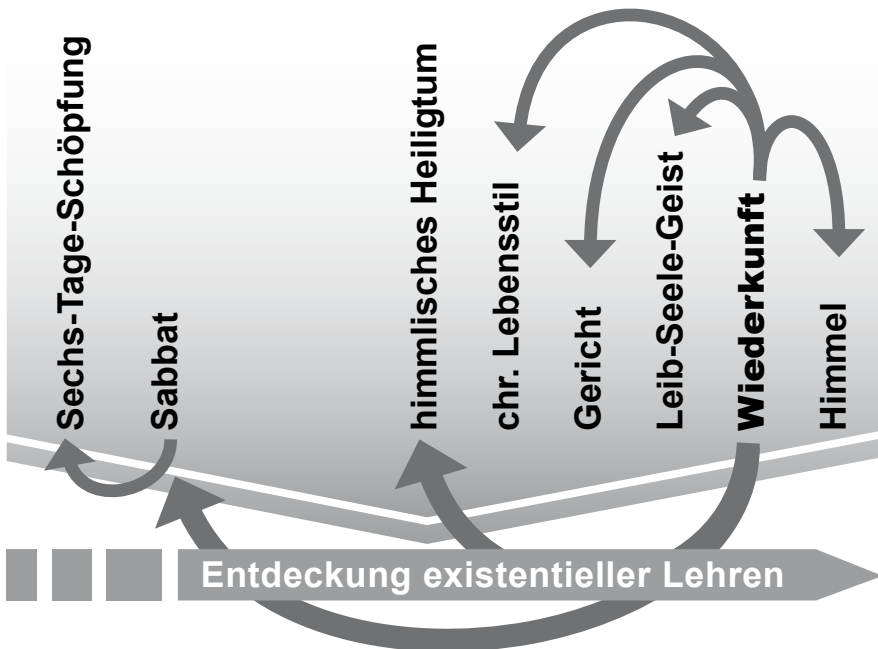 Sechs-Tage-Schöpfung
Sabbat
himmlisches Heiligtum
chr. Lebensstil
Gericht
Leib-Seele-Geist
Wiederkunft
Himmel
Entdeckung existentieller Lehren